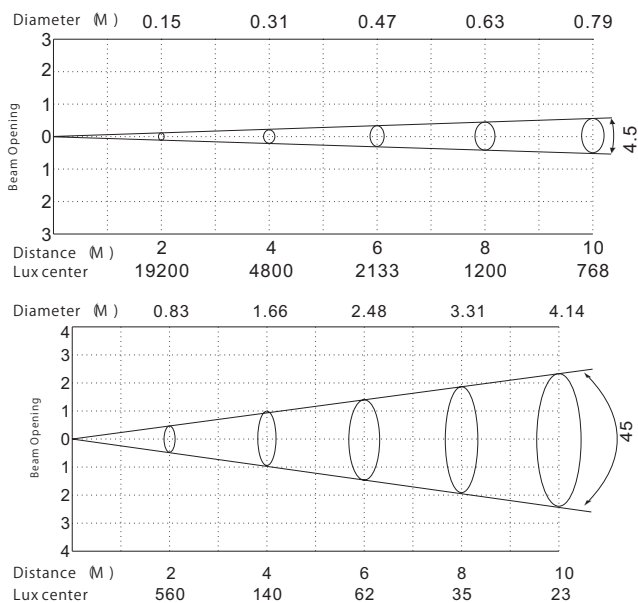 Diameter (M) 0.15 0.31 0.47 0.63 0.79
3
2
1
0
1
2
3
Beam Opening
4.5
Distance (M) 2 4 6 8 10
Lux center 19200 4800 2133 1200 768
Diameter (M) 0.83 1.66 2.48 3.31 4.14
4
3
2
1
0
1
2
3
4
Beam Opening
45
Distance (M) 2 4 6 8 10
Lux center 560 140 62 35 23